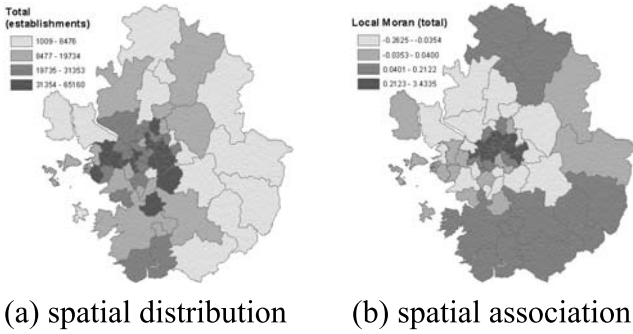 Total
(establishments)
1009 - 8476
8477 - 19734
19735 - 31353
31354 - 65160
Local Moran (total)
-0.2625 - -0.0354
-0.0353 - 0.0400
0.0401 - 0.2122
0.2123 - 3.4335
(a) spatial distribution
(b) spatial association